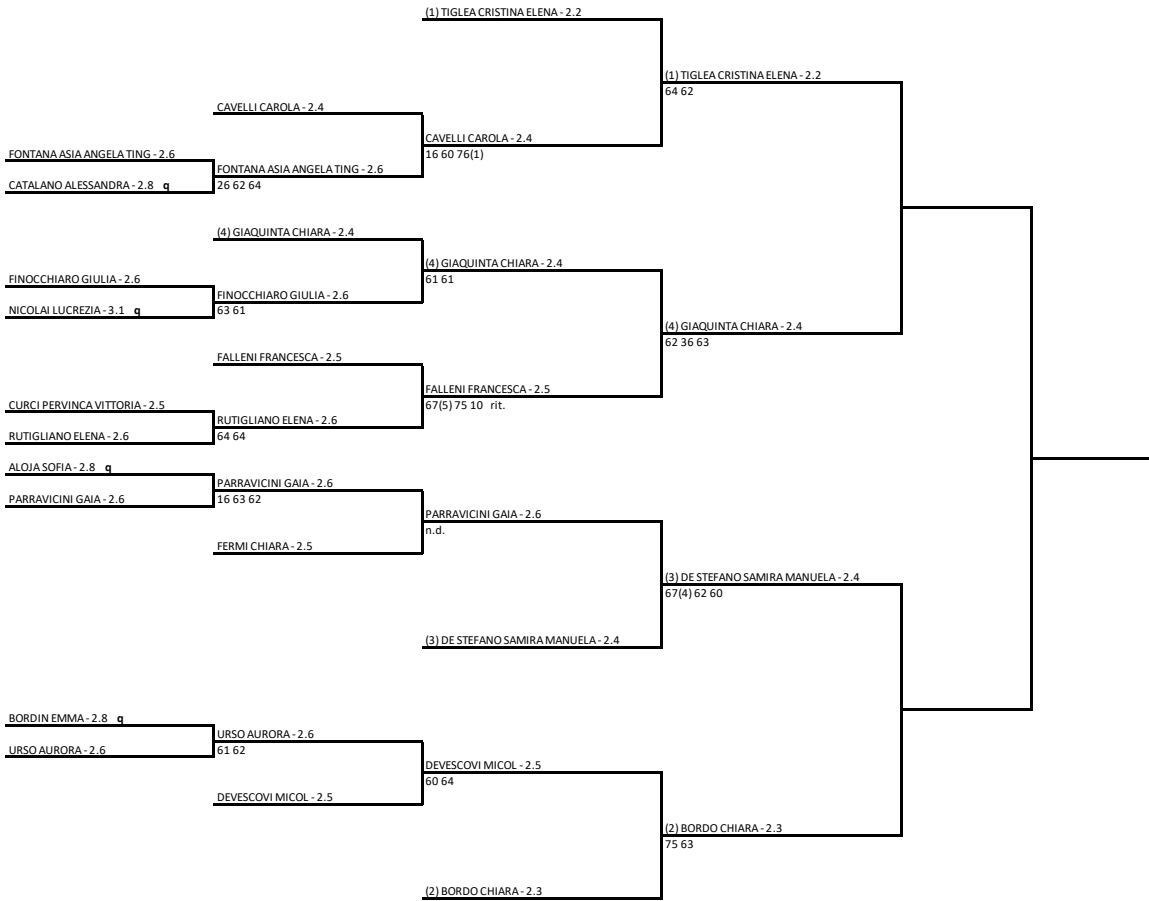 (1) TIGLEA CRISTINA ELENA - 2.2
(1) TIGLEA CRISTINA ELENA - 2.2
64 62
CAVELLI CAROLA - 2.4
CAVELLI CAROLA - 2.4
16 60 76(1)
FONTANA ASIA ANGELA TING - 2.6
FONTANA ASIA ANGELA TING - 2.6
CATALANO ALESSANDRA - 2.8 q
26 62 64
(4) GIAQUINTA CHIARA - 2.4
(4) GIAQUINTA CHIARA - 2.4
61 61
FINOCCHIARO GIULIA - 2.6
FINOCCHIARO GIULIA - 2.6
NICOLAI LUCREZIA - 3.1 q
63 61
(4) GIAQUINTA CHIARA - 2.4
62 36 63
FALLENI FRANCESCA - 2.5
FALLENI FRANCESCA - 2.5
67(5) 75 10 rit.
CURCI PERVINCA VITTORIA - 2.5
RUTIGLIANO ELENA - 2.6
RUTIGLIANO ELENA - 2.6
64 64
ALOJA SOFIA - 2.8 q
PARRAVICINI GAIA - 2.6
PARRAVICINI GAIA - 2.6
16 63 62
PARRAVICINI GAIA - 2.6
n.d.
FERMI CHIARA - 2.5
(3) DE STEFANO SAMIRA MANUELA - 2.4
67(4) 62 60
(3) DE STEFANO SAMIRA MANUELA - 2.4
BORDIN EMMA - 2.8 q
URSO AURORA - 2.6
URSO AURORA - 2.6
61 62
DEVESCOVI MICOL - 2.5
60 64
DEVESCOVI MICOL - 2.5
(2) BORDO CHIARA - 2.3
75 63
(2) BORDO CHIARA - 2.3